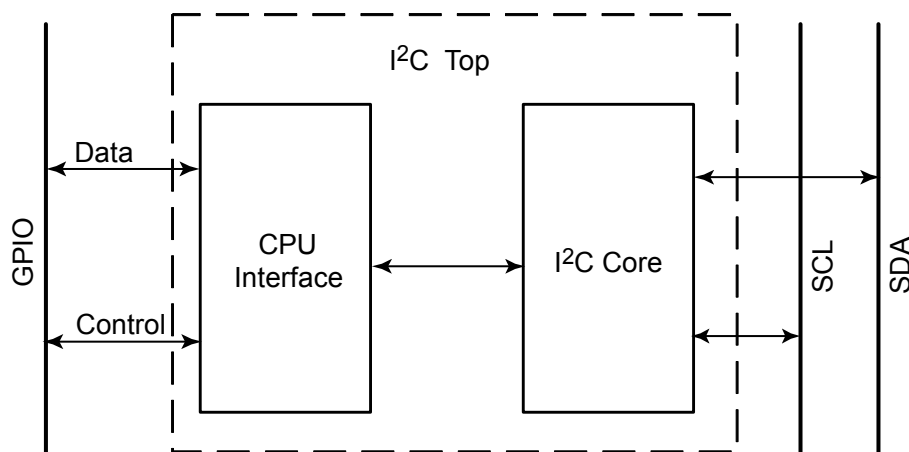 I²C Top
Data
GPIO
CPU
Interface
I²C Core
SCL
SDA
Control